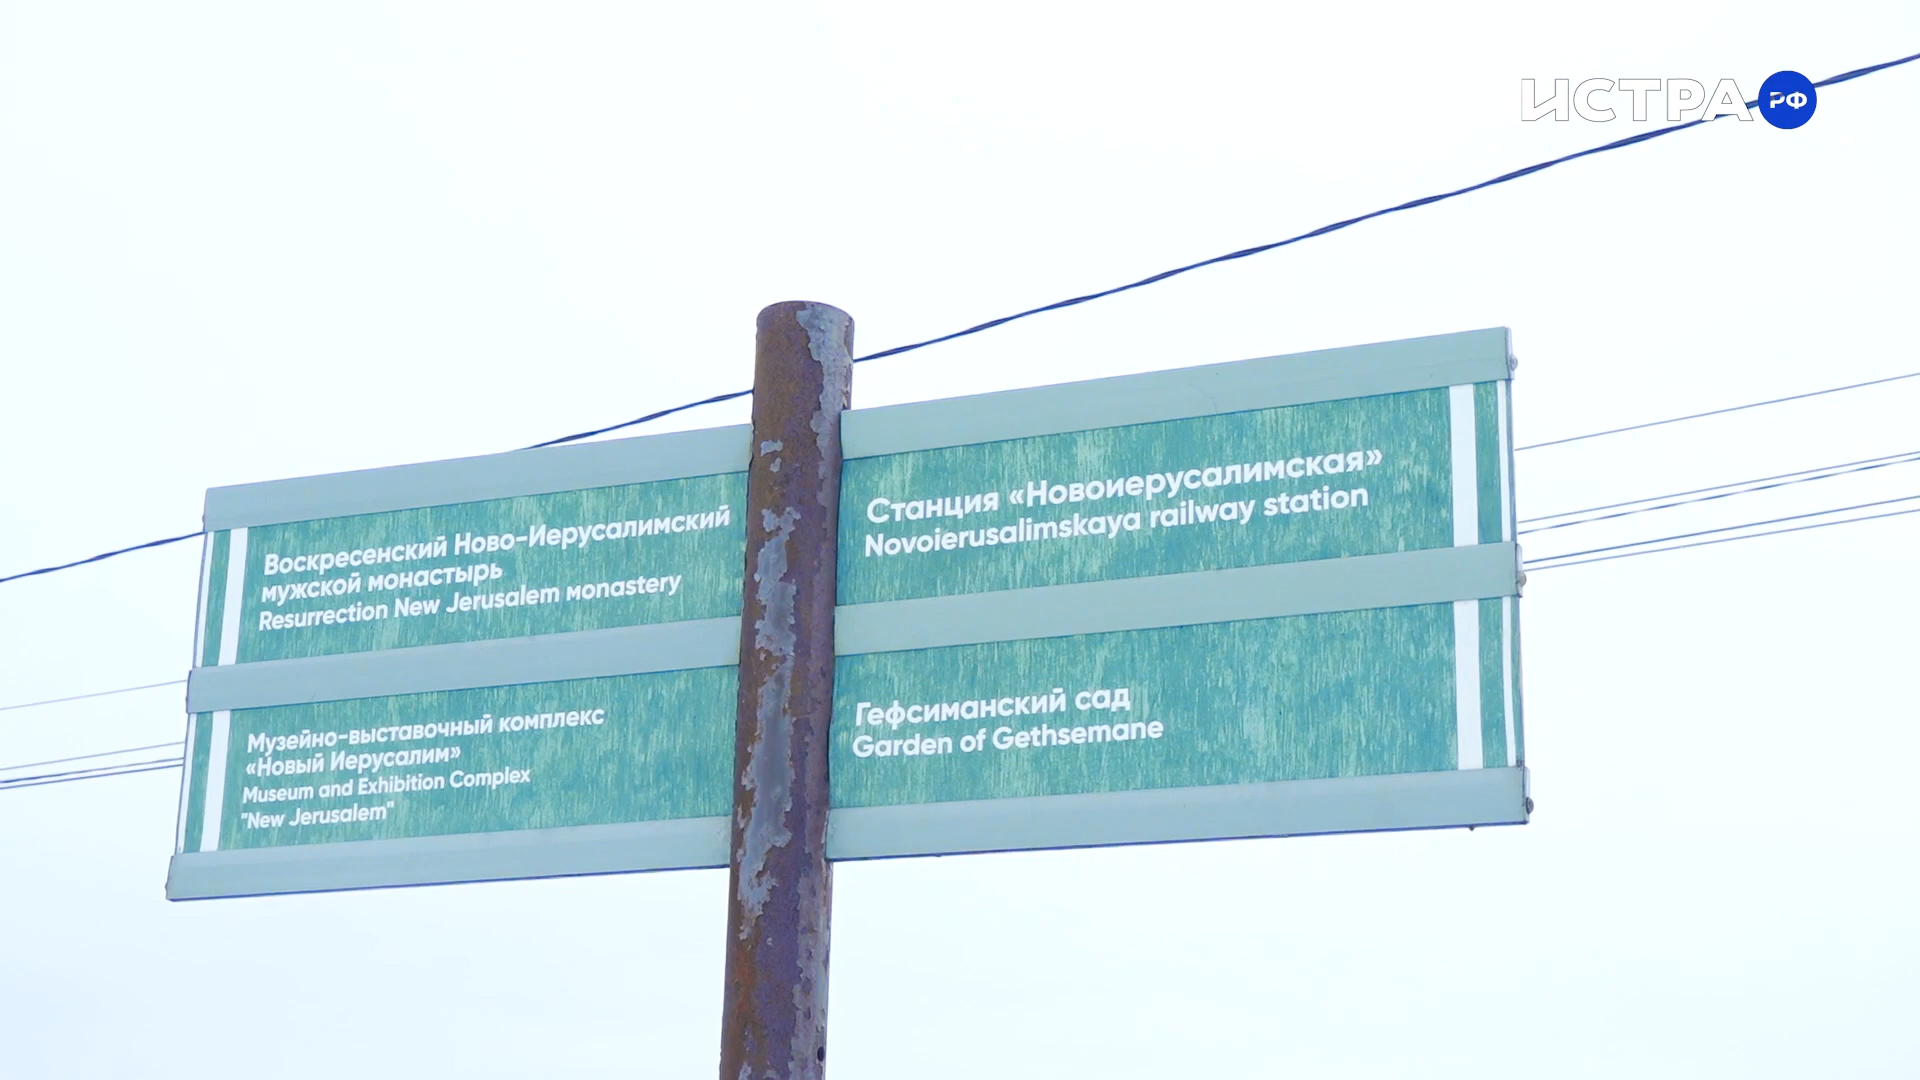 ИСТРА РФ
Воскресенский Ново-Иерусалимский
мужской монастырь
Resurrection New Jerusalem монastery
Музейно-выставочный комплекс
«Новый Иерусалим»
Museum and Exhibition Complex
"New Jerusalem"
Станция «Новоиерусалимская»
Novoierusalimskaya railway station
Гефсиманский сад
Garden of Gethsemane